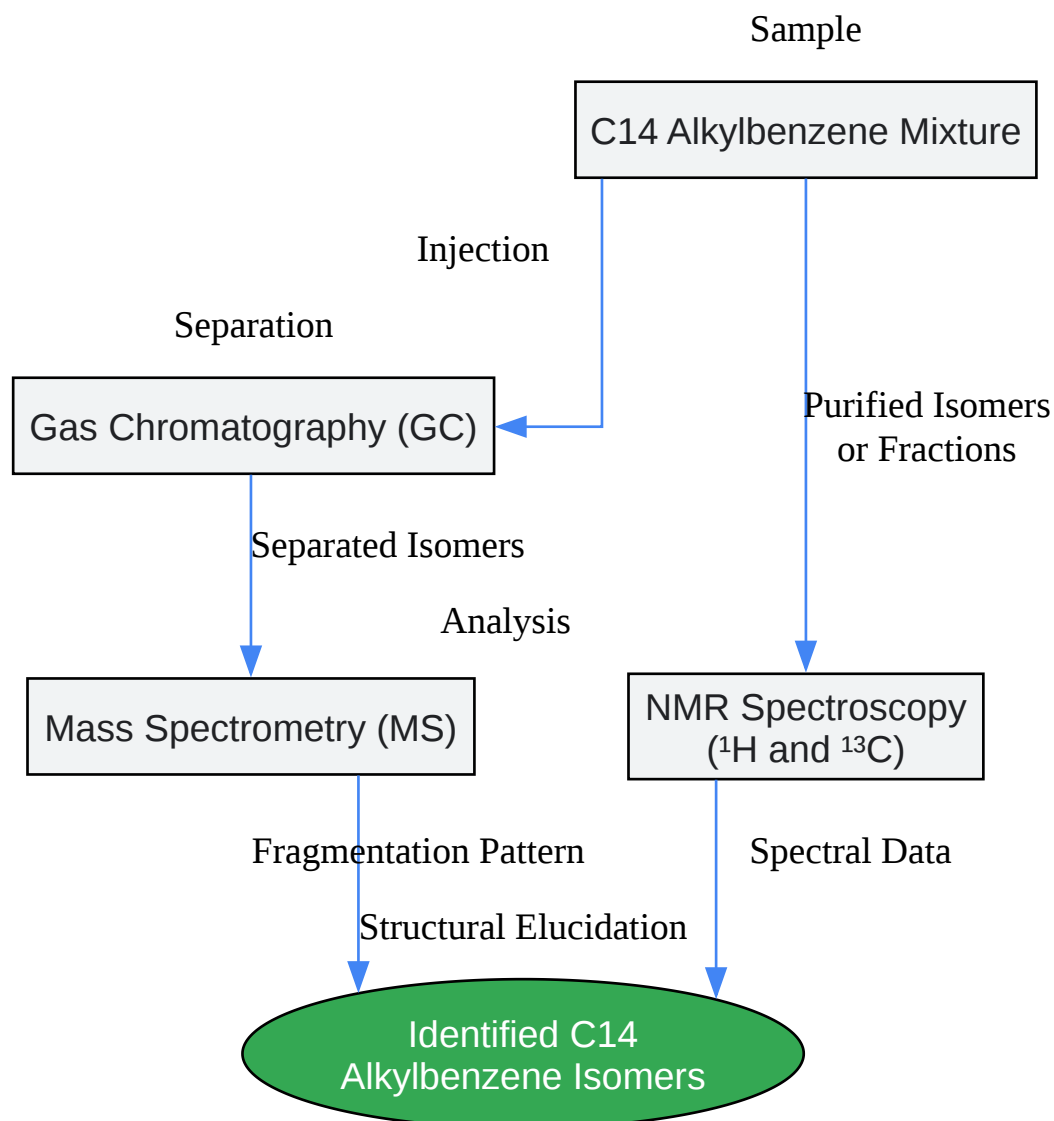 Sample
C14 Alkylbenzene Mixture
Injection
Separation
Gas Chromatography (GC)
Purified Isomers
or Fractions
Separated Isomers
Analysis
Mass Spectrometry (MS)
NMR Spectroscopy
(¹H and ¹³C)
Fragmentation Pattern
Spectral Data
Structural Elucidation
Identified C14
Alkylbenzene Isomers